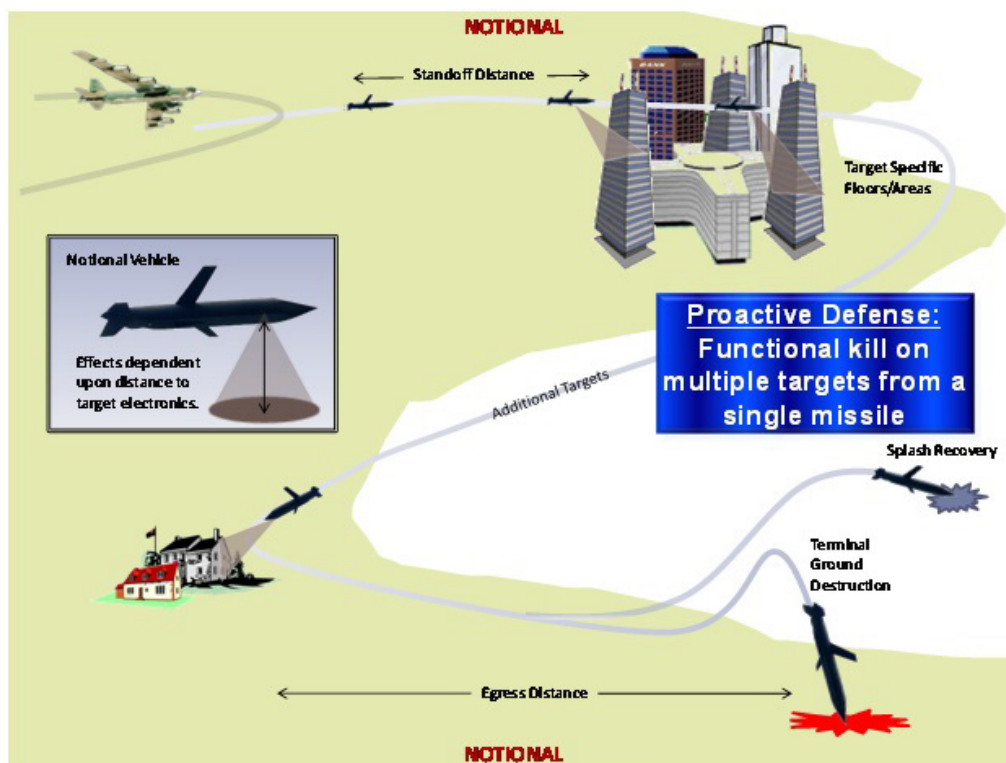 NOTIONAL
Standoff Distance
BANK
Target Specific
Floors/Areas
Notional Vehicle
Effects dependent
upon distance to
target electronics.
Proactive Defense:
Functional kill on
multiple targets from a
single missile
Additional Targets
Splash Recovery
Terminal
Ground
Destruction
Egress Distance
NOTIONAL